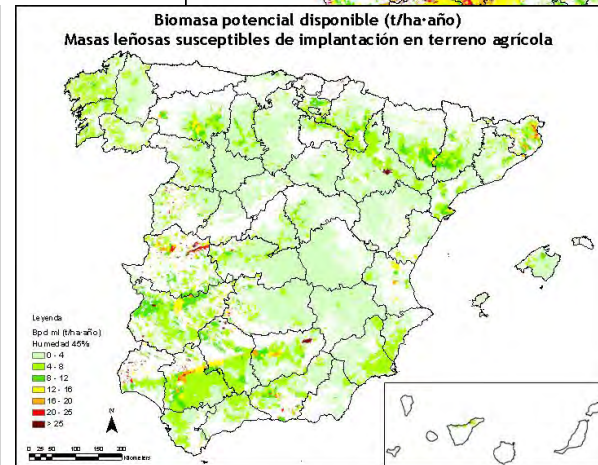 Biomasa potencial disponible (t/ha·año)
Masas leñosas susceptibles de implantación en terreno agrícola
Leyenda
Bpd ml (t/ha·año)
Humedad 45%
0 - 4
4 - 8
8 - 12
12 - 16
16 - 20
20 - 25
> 25
N
0 25 50 100 150 200
Kilometers